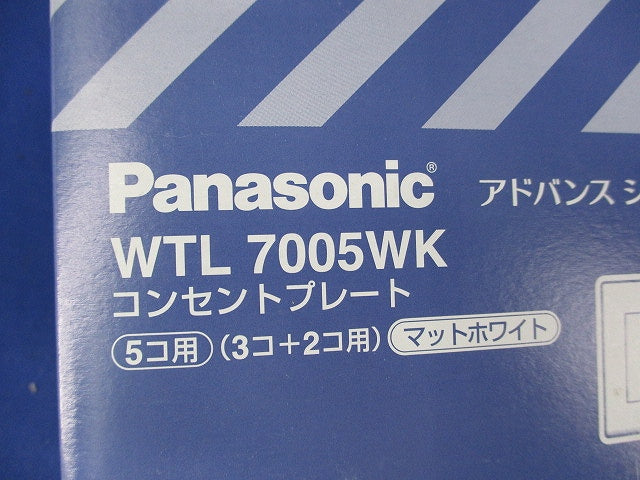 Panasonic® アドバンス シ
WTL 7005WK
コンセントプレート
5コ用 (3コ+2コ用) マットホワイト